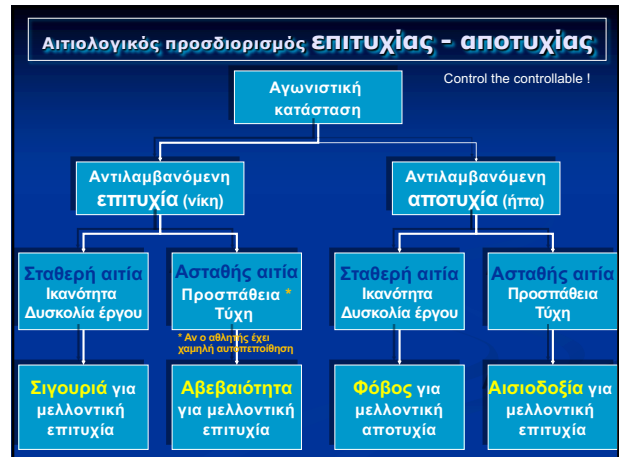 Αιτιολογικός προσδιορισμός επιτυχίας - αποτυχίας
Control the controllable !
Αγωνιστική
κατάσταση
Αντιλαμβανόμενη
επιτυχία (νίκη)
Αντιλαμβανόμενη
αποτυχία (ήττα)
Σταθερή αιτία
Ικανότητα
Δυσκολία έργου
Ασταθής αιτία
Προσπάθεια *
Τύχη
* Αν ο αθλητής έχει
χαμηλή αυτοπεποίθηση
Σταθερή αιτία
Ικανότητα
Δυσκολία έργου
Ασταθής αιτία
Προσπάθεια
Τύχη
Σιγουριά για
μελλοντική
επιτυχία
Αβεβαιότητα
για μελλοντική
επιτυχία
Φόβος για
μελλοντική
αποτυχία
Αισιοδοξία για
μελλοντική
επιτυχία